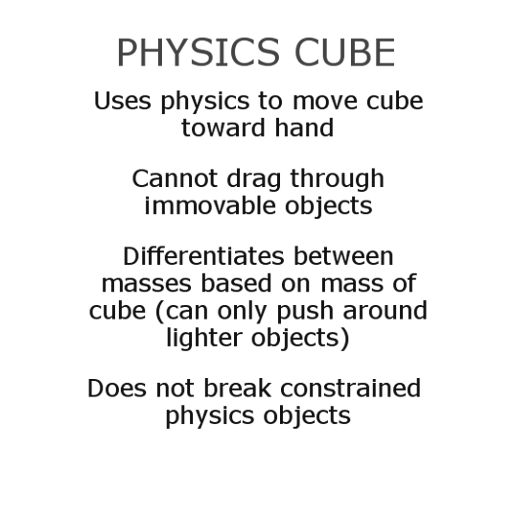 PHYSICS CUBE
Uses physics to move cube
toward hand
Cannot drag through
immovable objects
Differentiates between
masses based on mass of
cube (can only push around
lighter objects)
Does not break constrained
physics objects